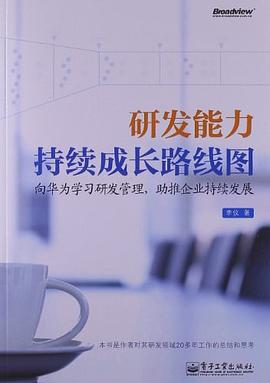 Broadview
研发能力
持续成长路线图
向华为学习研发管理，助推企业持续发展
李仪 著
本书是作者对其研发领域20多年工作的总结和思考
电子工业出版社